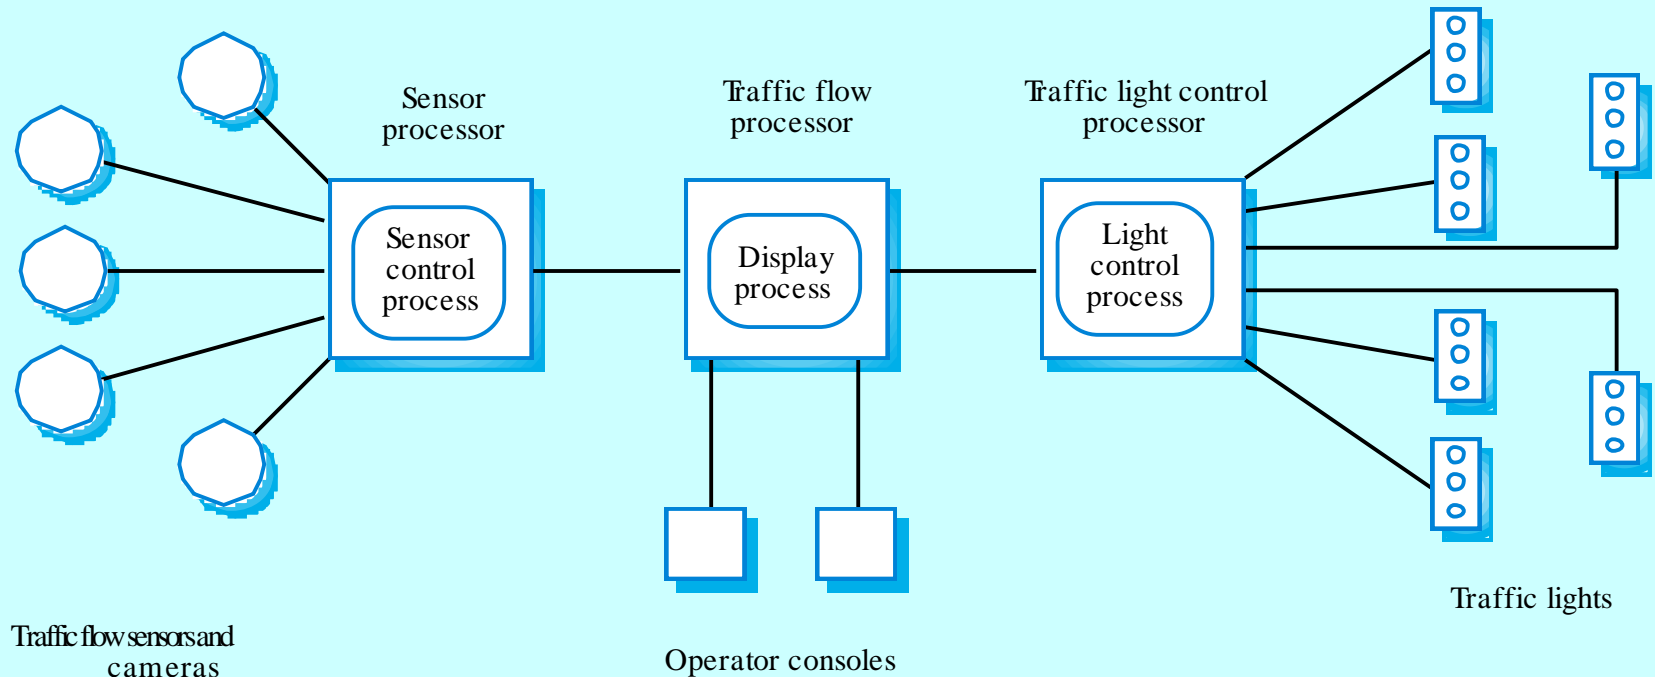 Sensor
processor
Traffic flow
processor
Traffic light control
processor
Sensor
control
process
Display
process
Light
control
process
Traffic lights
Traffic flow sensors and
cameras
Operator consoles